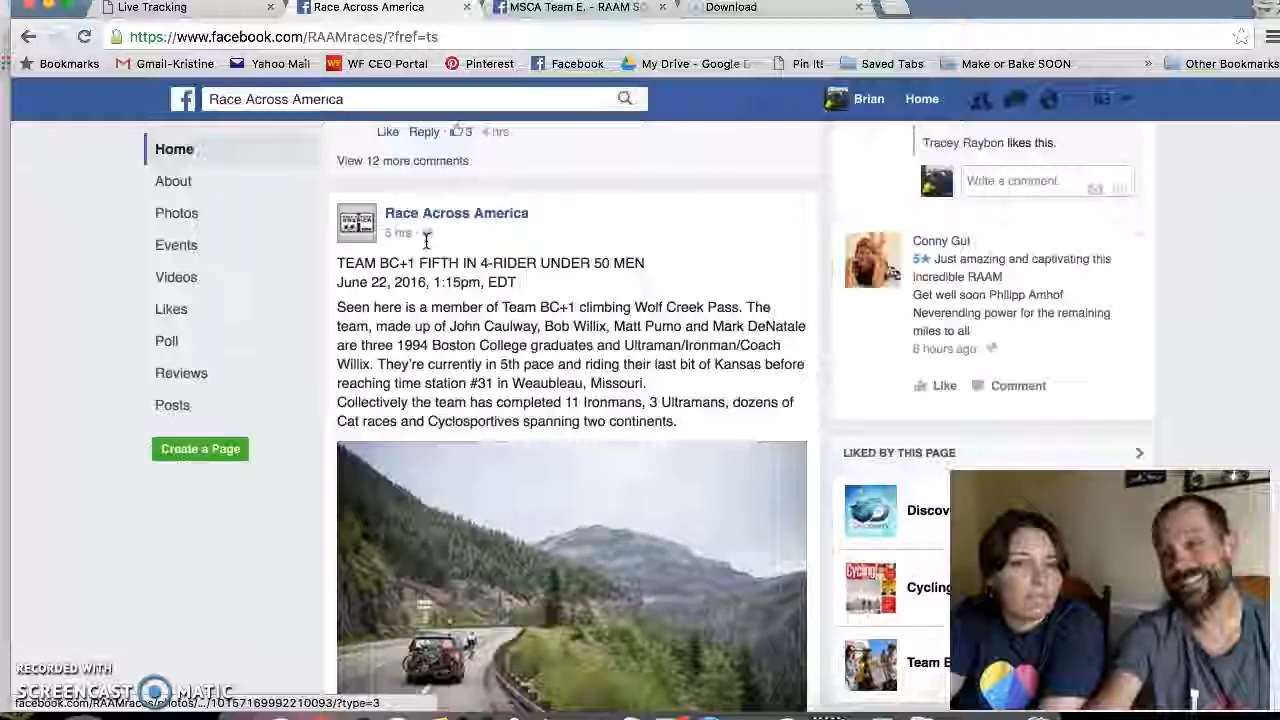 Live Tracking
Race Across America
MSCA Team E. - RAAM SO
Download
https://www.facebook.com/RAAMraces/?fref=ts
Bookmarks
Gmail-Kristine
Yahoo Mail
WF CEO Portal
Pinterest
Facebook
My Drive - Google
Pin It!
Saved Tabs
Make or Bake SOON
Other Bookmarks
Race Across America
Brian
Home
Home
About
Photos
Events
Videos
Likes
Poll
Reviews
Posts
Create a Page
Like Reply 3 4 hrs
View 12 more comments
Race Across America
5 hrs
TEAM BC+1 FIFTH IN 4-RIDER UNDER 50 MEN
June 22, 2016, 1:15pm, EDT
Seen here is a member of Team BC+1 climbing Wolf Creek Pass. The
team, made up of John Caulway, Bob Willix, Matt Pumo and Mark DeNatale
are three 1994 Boston College graduates and Ultraman/Ironman/Coach
Willix. They're currently in 5th pace and riding their last bit of Kansas before
reaching time station #31 in Weaubleau, Missouri.
Collectively the team has completed 11 Ironmans, 3 Ultramans, dozens of
Cat races and Cyclosportives spanning two continents.
Tracey Raybon likes this.
Write a comment.
Conny Gul
5★ Just amazing and captivating this
incredible RAAM
Get well soon Philipp Amhof
Neverending power for the remaining
miles to all
6 hours ago
Like Comment
LIKED BY THIS PAGE
Discov
Cycling
Team B
RECORDED WITH
SCREENCAST MATIC